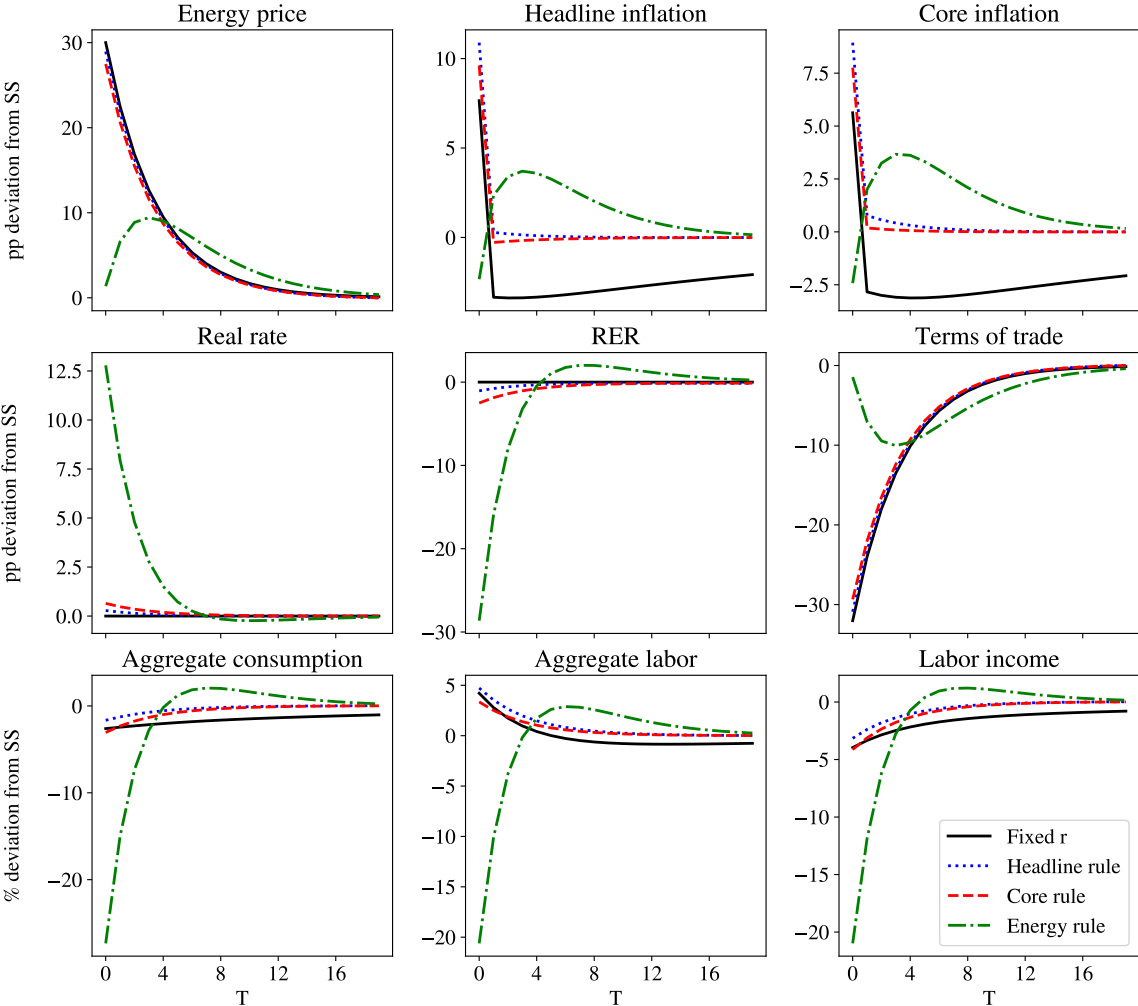 Energy price
Headline inflation
Core inflation
pp deviation from SS
30
20
10
0
10
5
0
7.5
5.0
2.5
0.0
−2.5
Real rate
RER
Terms of trade
pp deviation from SS
12.5
10.0
7.5
5.0
2.5
0.0
0
−10
−20
−30
0
−10
−20
−30
Aggregate consumption
Aggregate labor
Labor income
% deviation from SS
0
−10
−20
5
0
−5
−10
−15
−20
0
−5
−10
−15
−20
Fixed r
Headline rule
Core rule
Energy rule
0 4 8 12 16
0 4 8 12 16
0 4 8 12 16
T
T
T